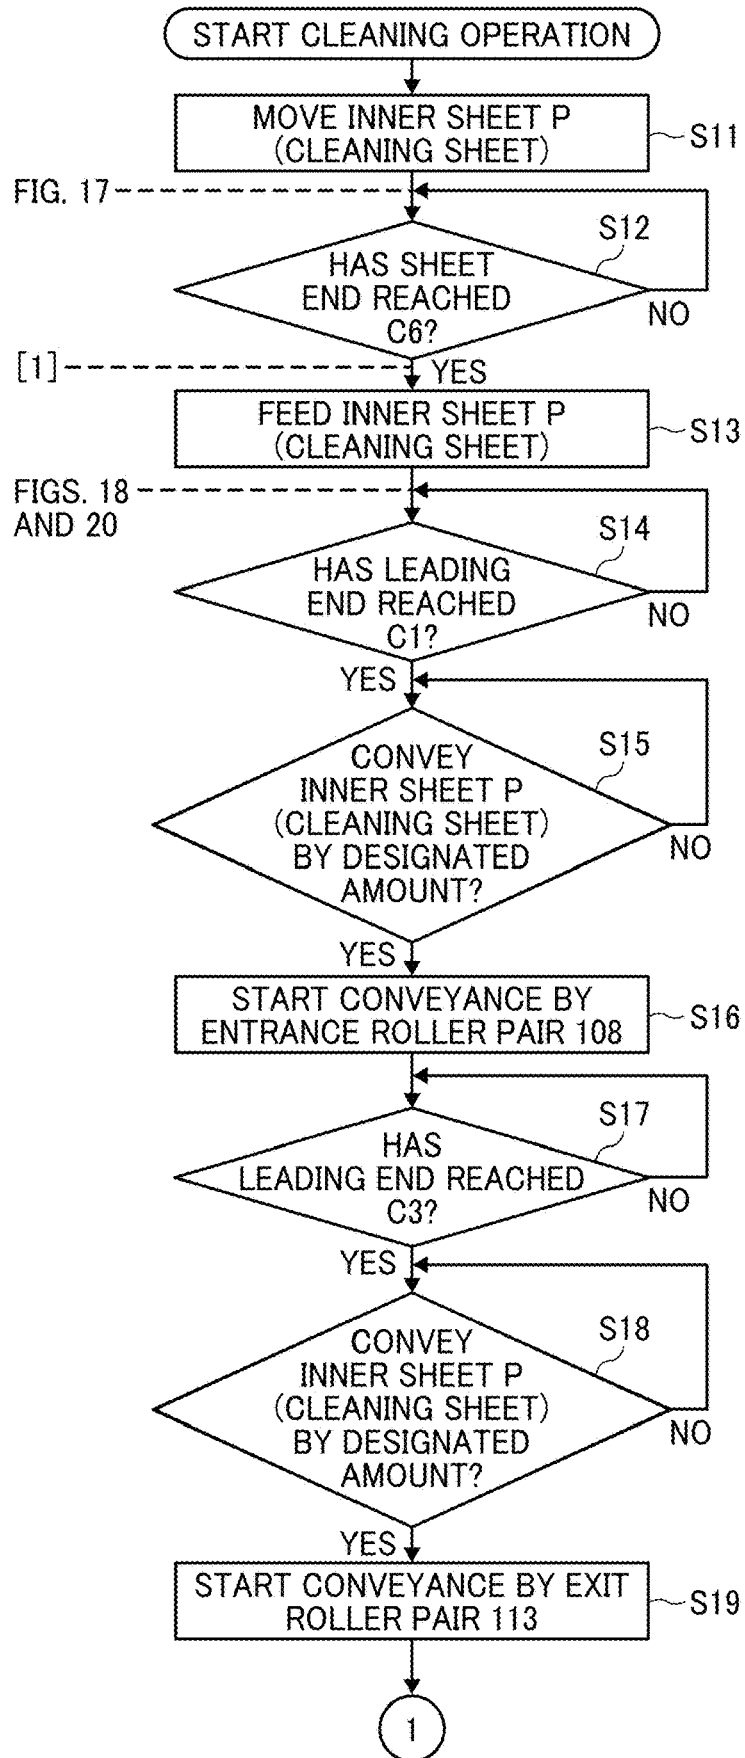 START CLEANING OPERATION
MOVE INNER SHEET P
(CLEANING SHEET)
S11
FIG. 17
S12
HAS SHEET
END REACHED
C6?
NO
[1]
YES
FEED INNER SHEET P
(CLEANING SHEET)
S13
FIGS. 18
AND 20
S14
HAS LEADING
END REACHED
C1?
NO
YES
S15
CONVEY
INNER SHEET P
(CLEANING SHEET)
BY DESIGNATED
AMOUNT?
NO
YES
START CONVEYANCE BY
ENTRANCE ROLLER PAIR 108
S16
S17
HAS
LEADING END REACHED
C3?
NO
YES
S18
CONVEY
INNER SHEET P
(CLEANING SHEET)
BY DESIGNATED
AMOUNT?
NO
YES
START CONVEYANCE BY EXIT
ROLLER PAIR 113
S19
1